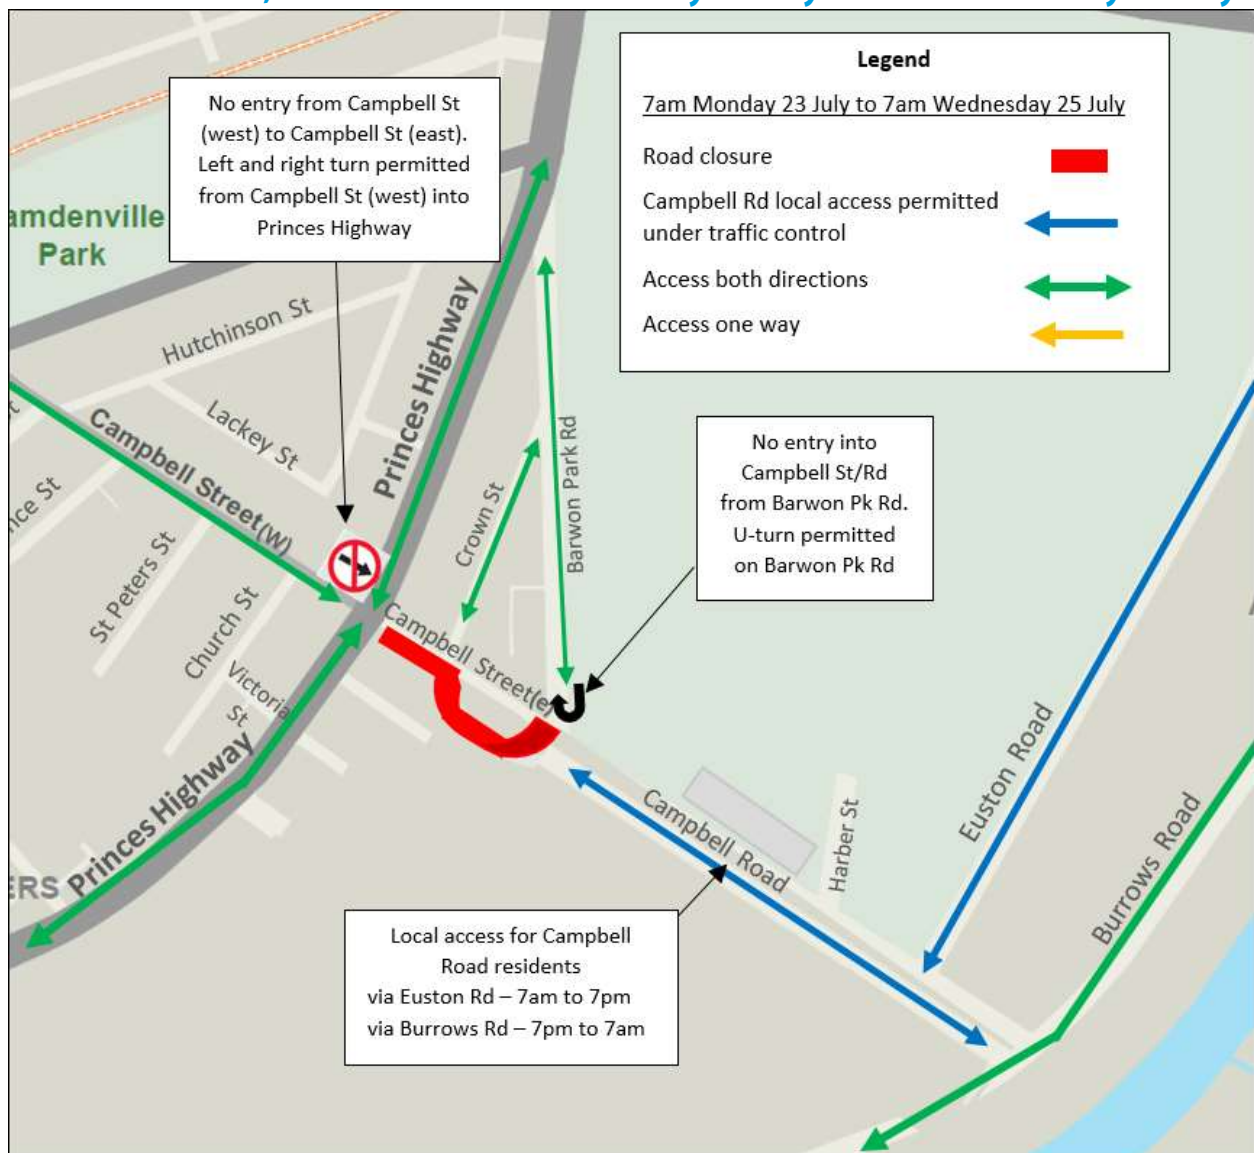 No entry from Campbell St
(west) to Campbell St (east).
Left and right turn permitted
from Campbell St (west) into
Princes Highway
Legend
7am Monday 23 July to 7am Wednesday 25 July
Road closure
Campbell Rd local access permitted
under traffic control
Access both directions
Access one way
amdenville
Park
Hutchinson St
Lackey St
Princes Highway
Campbell Street(W)
nce St
St Peters St
Church St
Victoria
St
Crown St
Barwon Park Rd
No entry into
Campbell St/Rd
from Barwon Pk Rd.
U-turn permitted
on Barwon Pk Rd
Campbell Street(e)
Princes Highway
ERS
Campbell Road
Harber St
Euston Road
Burrows Road
Local access for Campbell
Road residents
via Euston Rd – 7am to 7pm
via Burrows Rd – 7pm to 7am